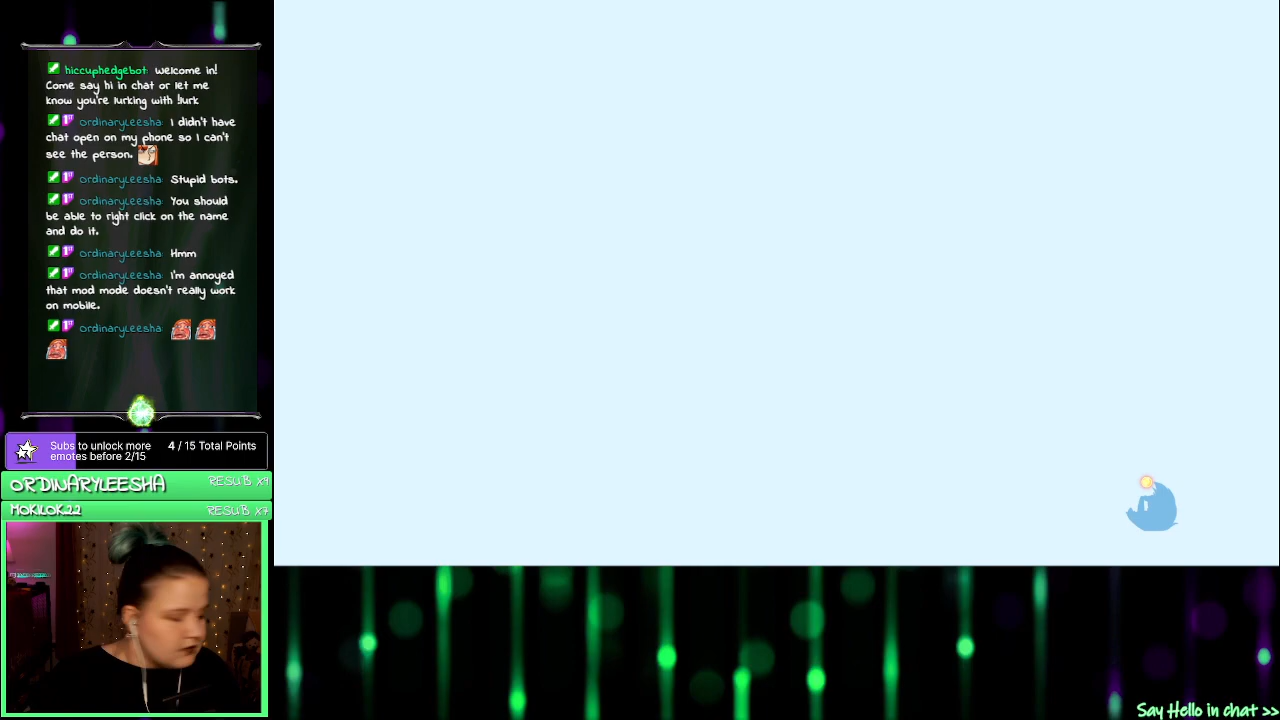 hiccuphedgebot: Welcome in!
Come say hi in chat or let me
know you're lurking with !lurk
ordinaryleesha: I didn't have
chat open on my phone so I can't
see the person.
ordinaryleesha: Stupid bots.
ordinaryleesha: You should
be able to right click on the name
and do it.
ordinaryleesha: Hmm
ordinaryleesha: I'm annoyed
that mod mode doesn't really work
on mobile.
ordinaryleesha:
Subs to unlock more
emotes before 2/15
4 / 15 Total Points
ORDINARYLEESHA RESUB X9
MOKILOK22 RESUB X7
Say Hello in chat >>